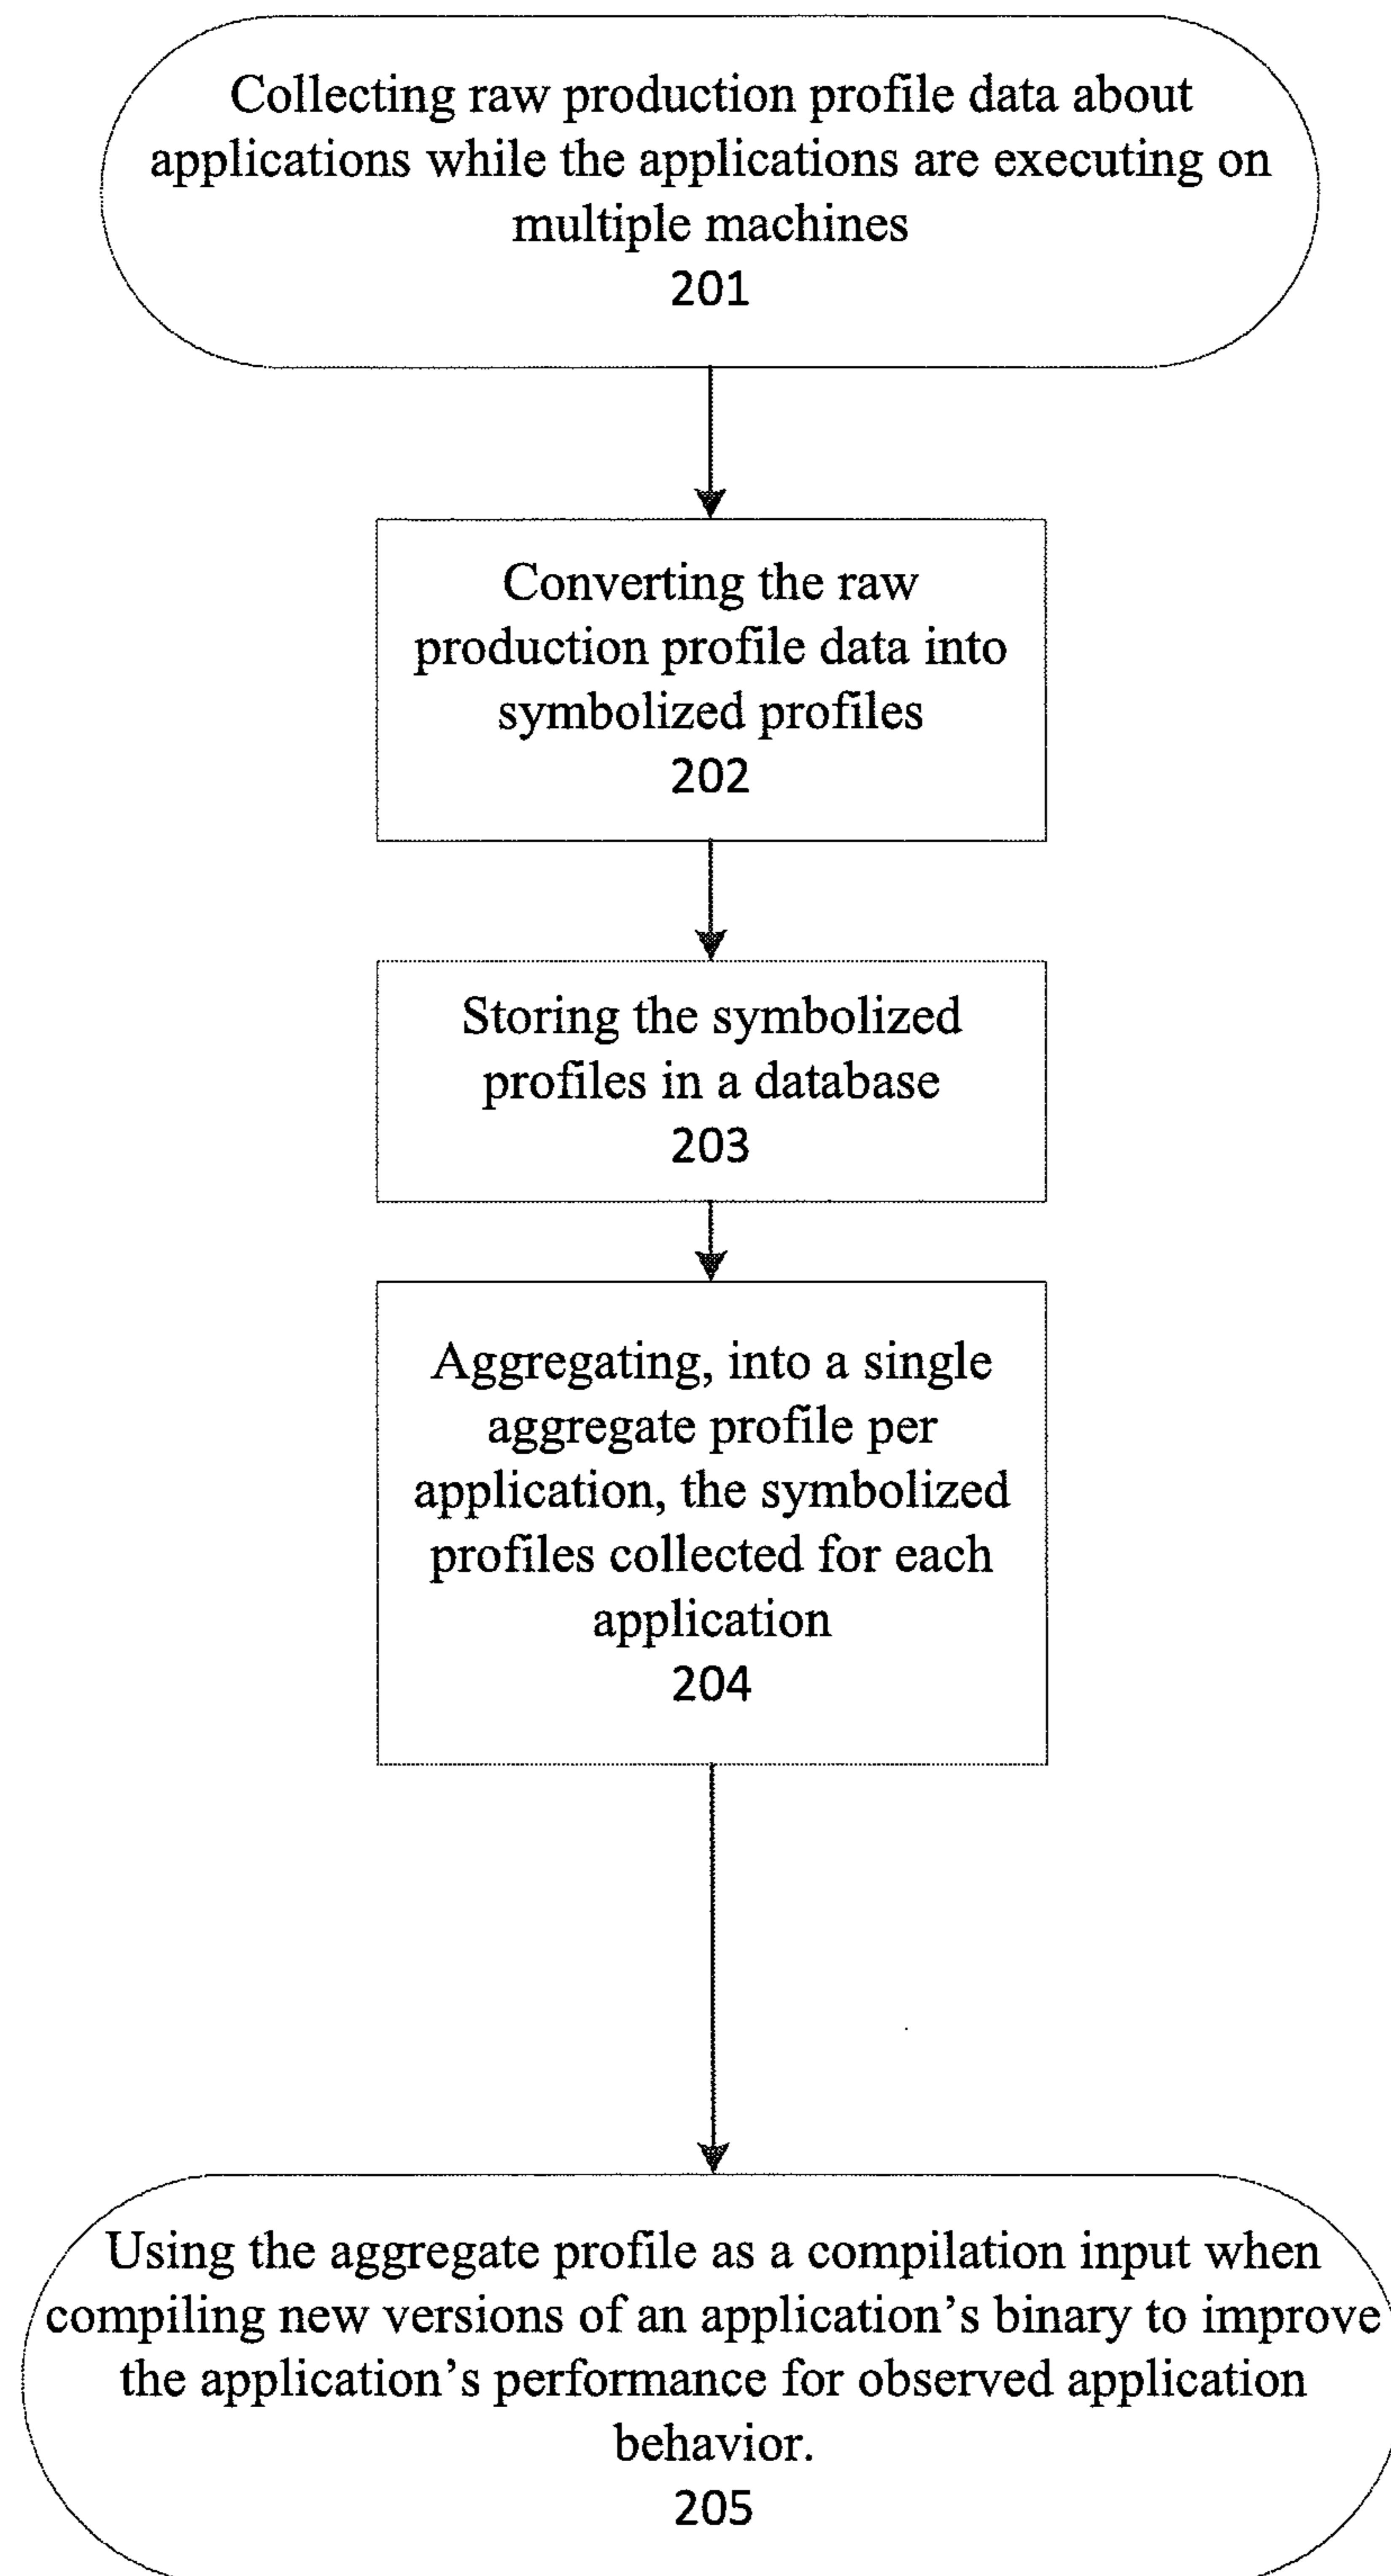 Collecting raw production profile data about
applications while the applications are executing on
multiple machines
201
Converting the raw
production profile data into
symbolized profiles
202
Storing the symbolized
profiles in a database
203
Aggregating, into a single
aggregate profile per
application, the symbolized
profiles collected for each
application
204
Using the aggregate profile as a compilation input when
compiling new versions of an application's binary to improve
the application's performance for observed application
behavior.
205